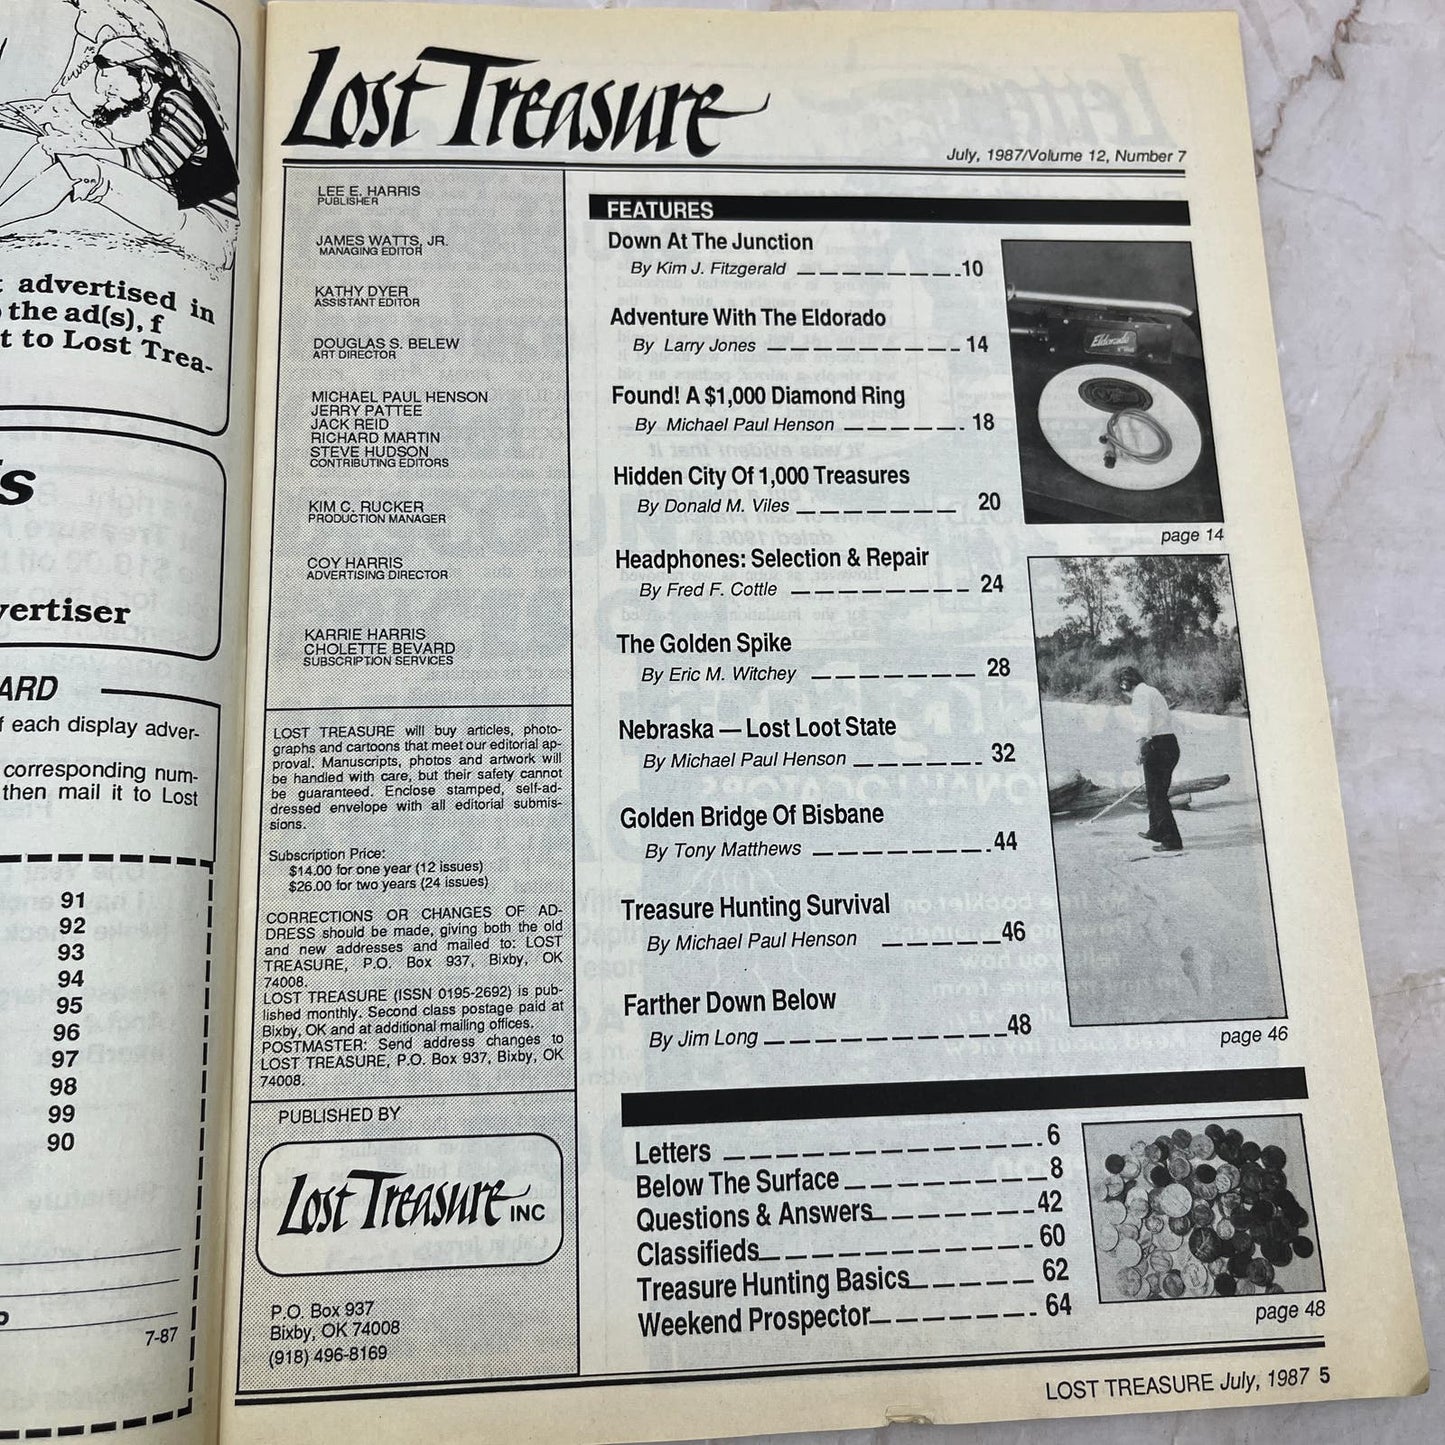 t advertised in
the ad(s), f
t to Lost Trea-
s
vertiser
ARD
f each display adver-
corresponding num-
then mail it to Lost
91
92
93
94
95
96
97
98
99
90
7-87
Lost Treasure
July, 1987/Volume 12, Number 7
LEE E. HARRIS
PUBLISHER
JAMES WATTS, JR.
MANAGING EDITOR
KATHY DYER
ASSISTANT EDITOR
DOUGLAS S. BELEW
ART DIRECTOR
MICHAEL PAUL HENSON
JERRY PATTEE
JACK REID
RICHARD MARTIN
STEVE HUDSON
CONTRIBUTING EDITORS
KIM C. RUCKER
PRODUCTION MANAGER
COY HARRIS
ADVERTISING DIRECTOR
KARRIE HARRIS
CHOLETTE BEVARD
SUBSCRIPTION SERVICES
LOST TREASURE will buy articles, photo-
graphs and cartoons that meet our editorial ap-
proval. Manuscripts, photos and artwork will
be handled with care, but their safety cannot
be guaranteed. Enclose stamped, self-ad-
dressed envelope with all editorial submis-
sions.
Subscription Price:
$14.00 for one year (12 issues)
$26.00 for two years (24 issues)
CORRECTIONS OR CHANGES OF AD-
DRESS should be made, giving both the old
and new addresses and mailed to: LOST
TREASURE, P.O. Box 937, Bixby, OK
74008.
LOST TREASURE (ISSN 0195-2692) is pub-
lished monthly. Second class postage paid at
Bixby, OK and at additional mailing offices.
POSTMASTER: Send address changes to
LOST TREASURE, P.O. Box 937, Bixby, OK
74008.
PUBLISHED BY
Lost Treasure INC
P.O. Box 937
Bixby, OK 74008
(918) 496-8169
FEATURES
Down At The Junction
By Kim J. Fitzgerald 10
Adventure With The Eldorado
By Larry Jones 14
Found! A $1,000 Diamond Ring
By Michael Paul Henson 18
Hidden City Of 1,000 Treasures
By Donald M. Viles 20
Headphones: Selection & Repair
By Fred F. Cottle 24
The Golden Spike
By Eric M. Witchey 28
Nebraska — Lost Loot State
By Michael Paul Henson 32
Golden Bridge Of Bisbane
By Tony Matthews 44
Treasure Hunting Survival
By Michael Paul Henson 46
Farther Down Below
By Jim Long 48
Eldorado
page 14
page 46
Letters 6
Below The Surface 8
Questions & Answers 42
Classifieds 60
Treasure Hunting Basics 62
Weekend Prospector 64
page 48
LOST TREASURE July, 1987 5